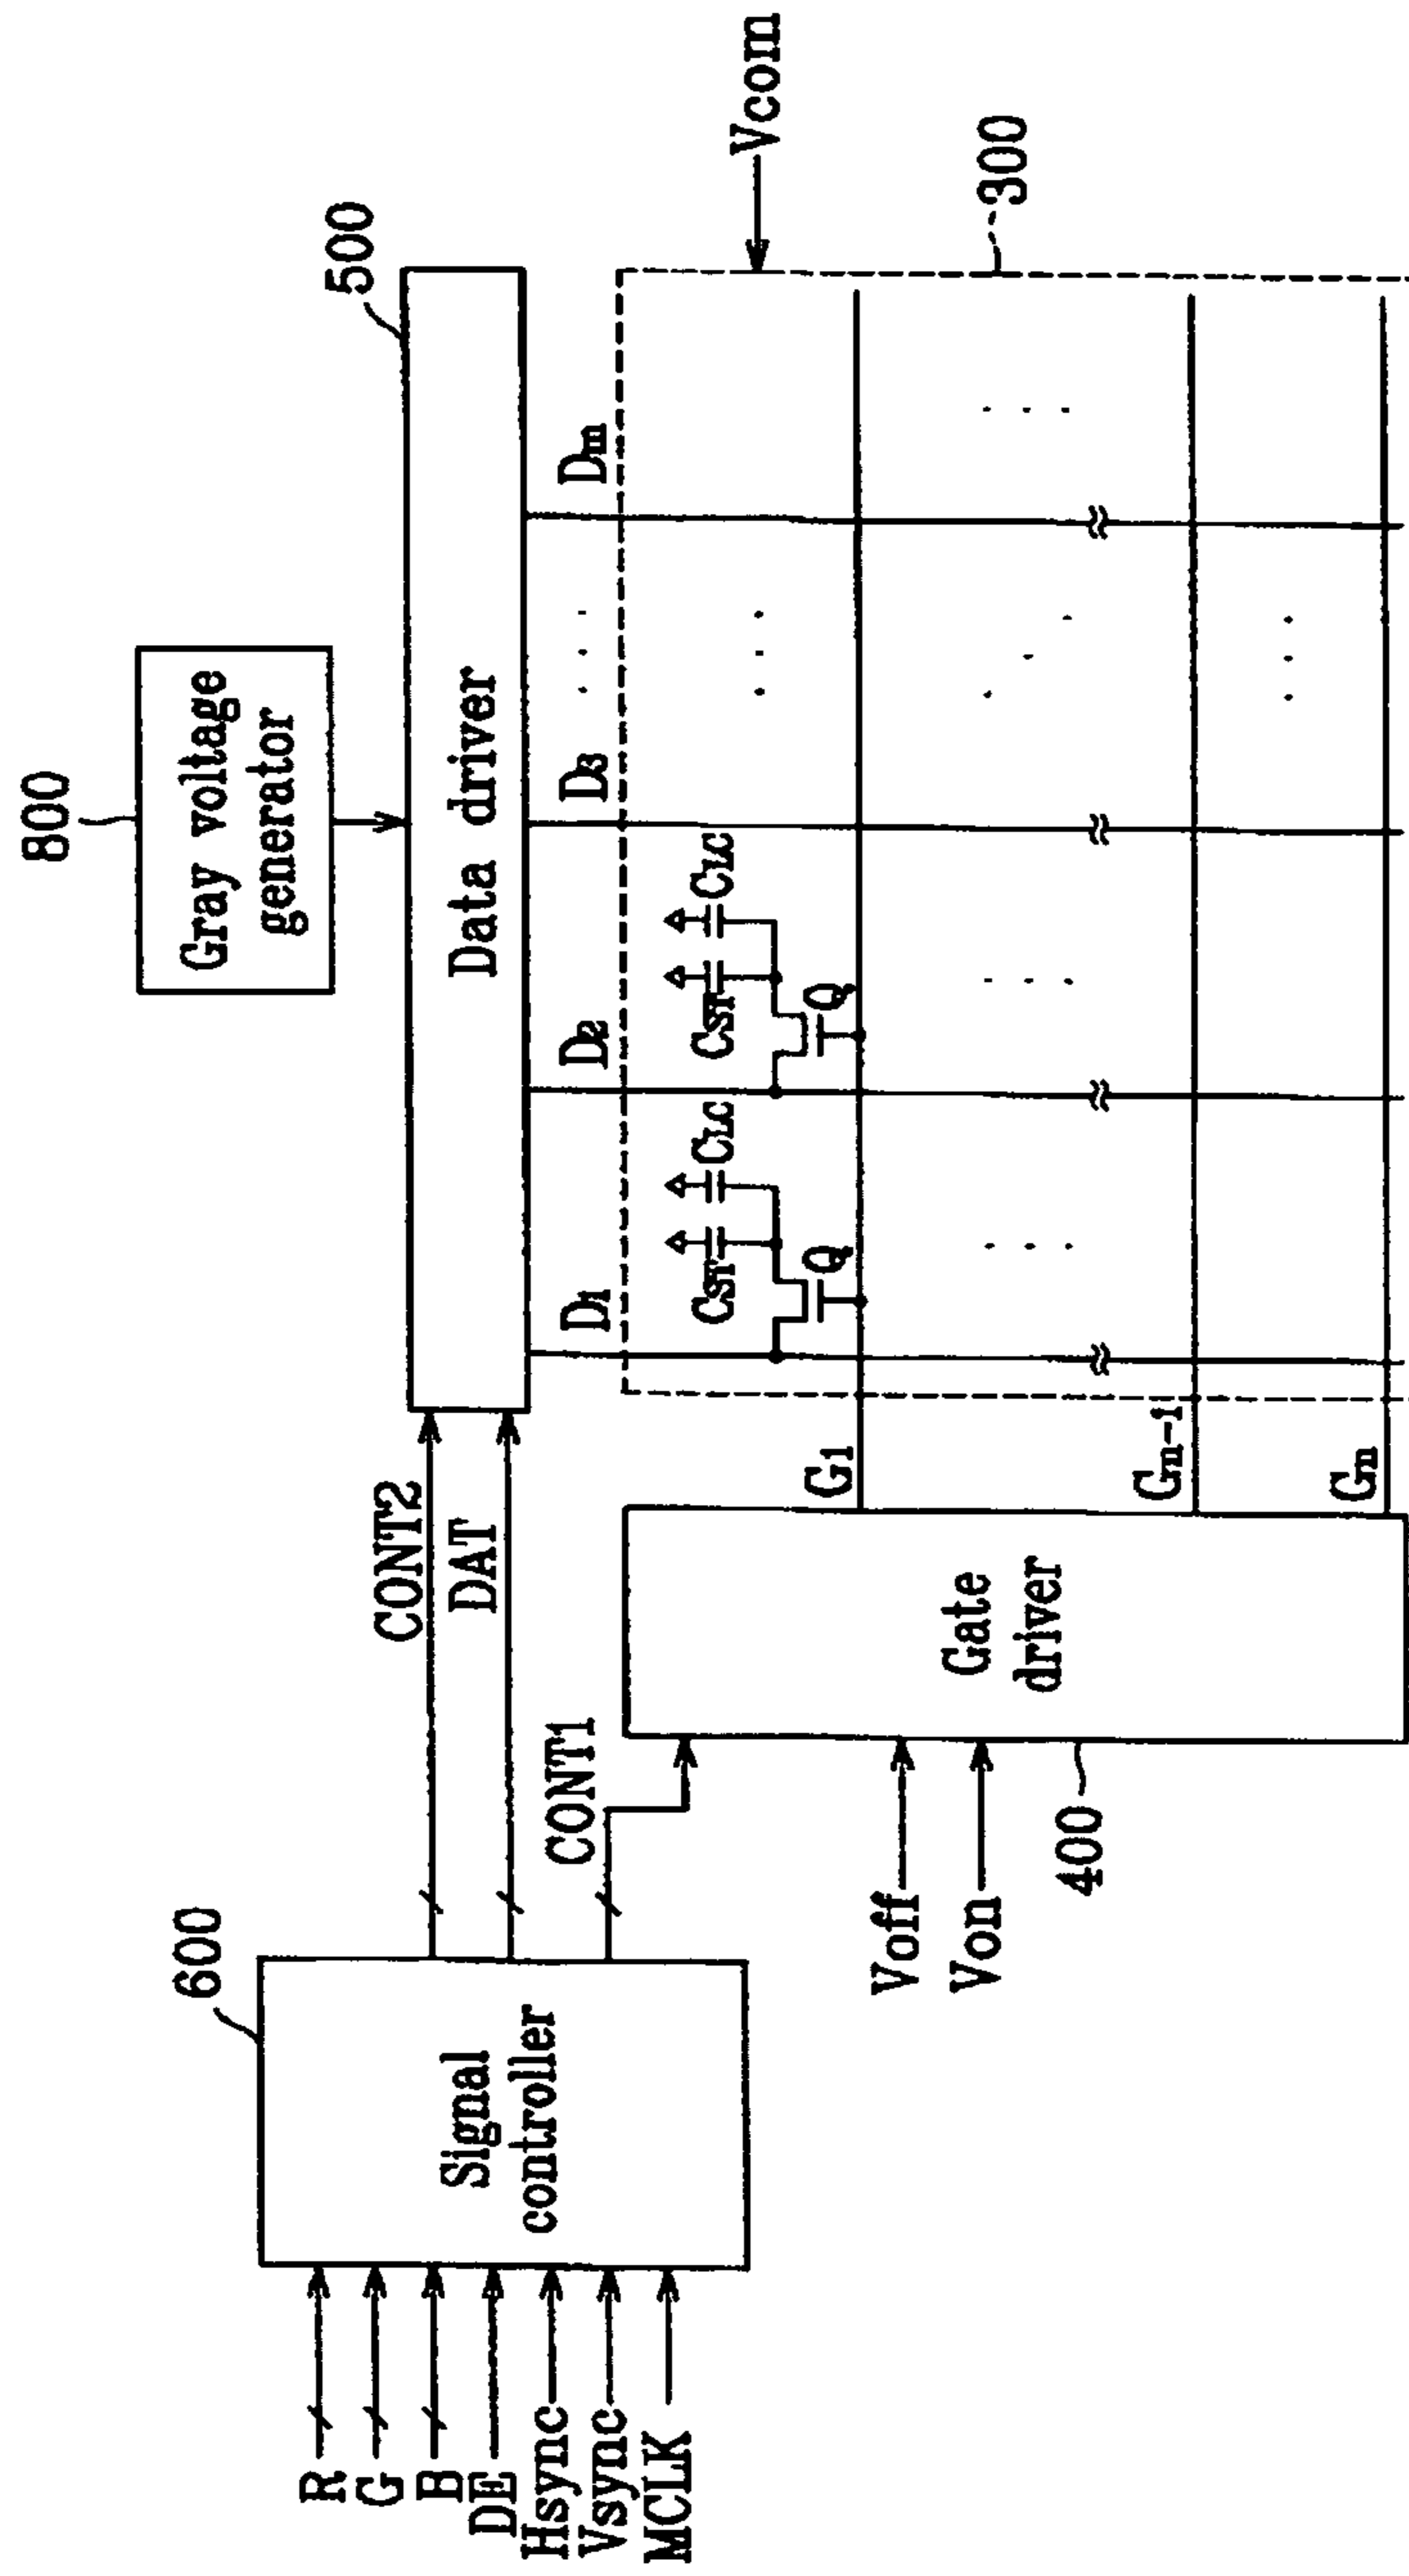 800
Gray voltage
generator
500
Data driver
600
Signal
controller
R
G
B
DE
Hsync
Vsync
MCLK
CONT2
DAT
CONT1
Voff
Von
400
Gate
driver
G1
Gn-1
Gn
D1
D2
D3
Dm
CST
CLC
Q
CST
CLC
Q
Vcom
300